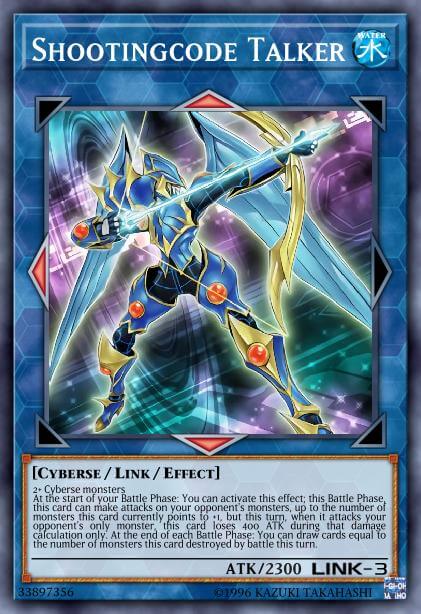 SHOOTINGCODE TALKER
WATER
水
[CYBERSE / LINK / EFFECT]
2+ Cyberse monsters
At the start of your Battle Phase: You can activate this effect; this Battle Phase,
this card can make attacks on your opponent's monsters, up to the number of
monsters this card currently points to +1, but this turn, when it attacks your
opponent's only monster, this card loses 400 ATK during that damage
calculation only. At the end of each Battle Phase: You can draw cards equal to
the number of monsters this card destroyed by battle this turn.
ATK/2300 LINK-3
33897356 ©1996 KAZUKI TAKAHASHI